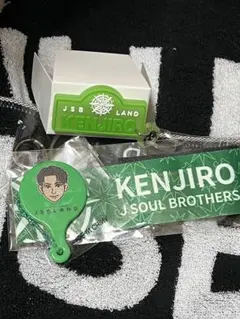 JSB LAND
KENJIRO
JSB LAND
KENJIRO
J SOUL BROTHERS